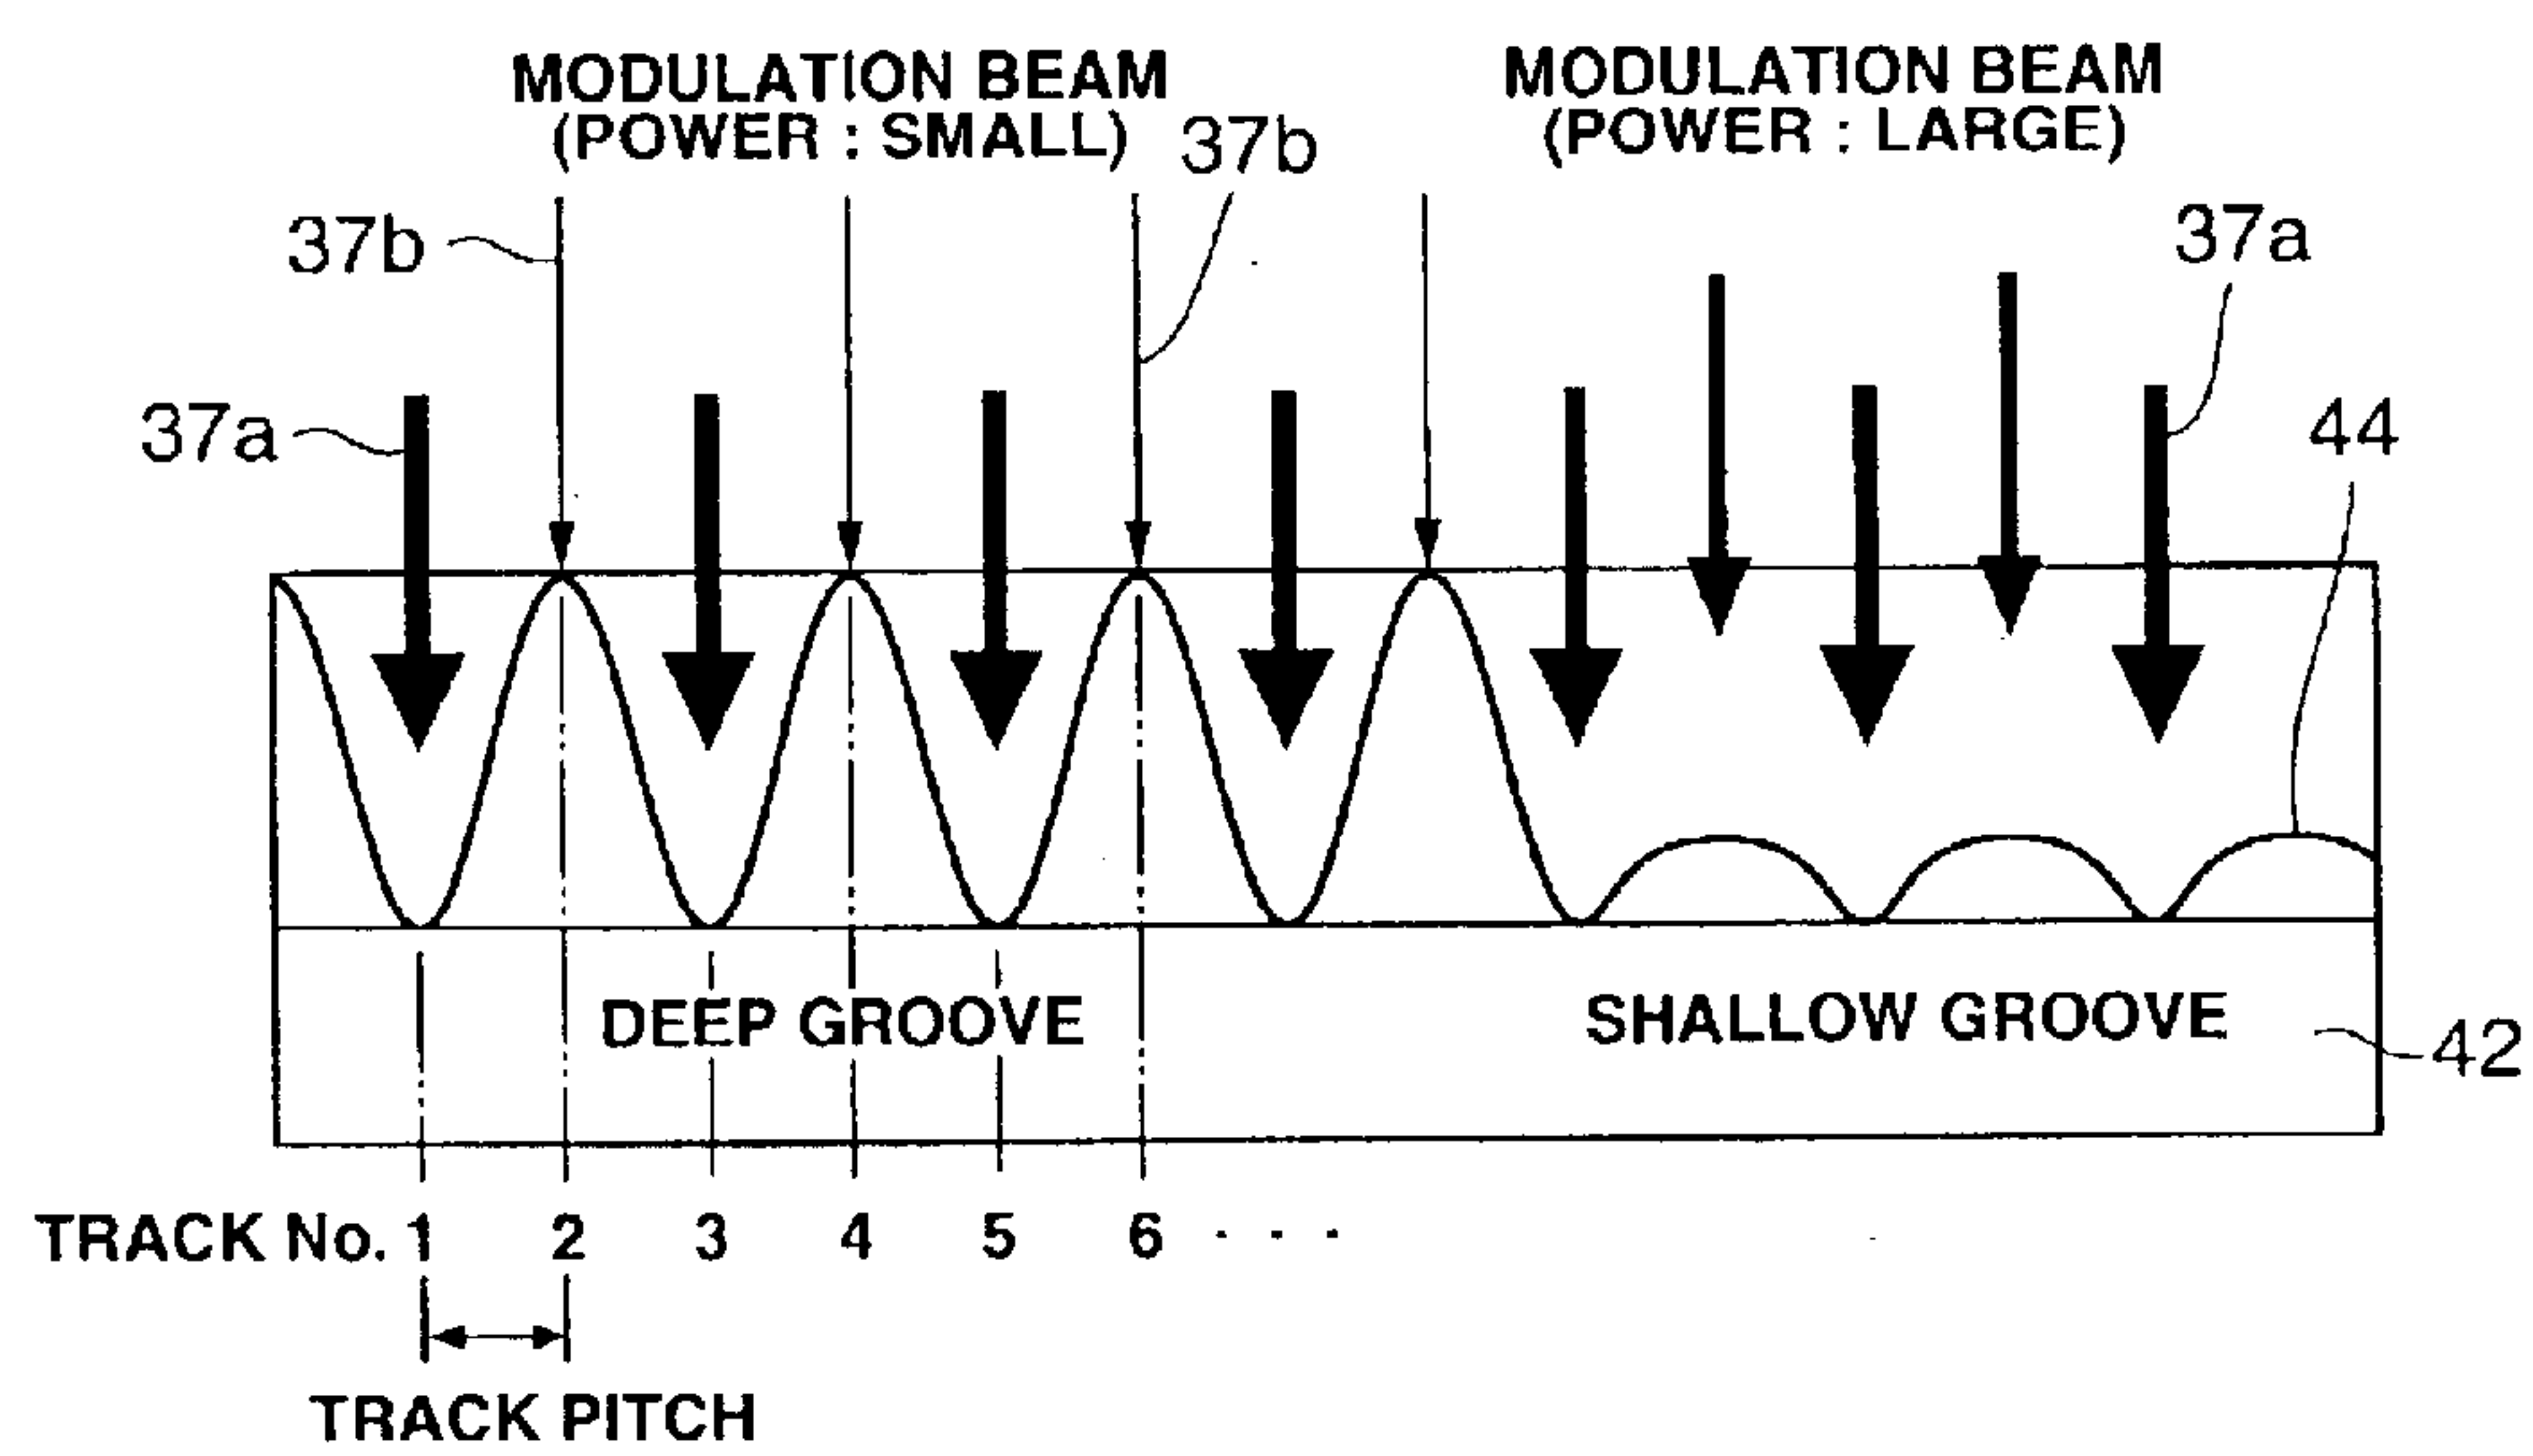 MODULATION BEAM
(POWER : SMALL)
MODULATION BEAM
(POWER : LARGE)
37b
37b
37a
37a
44
DEEP GROOVE
SHALLOW GROOVE
42
TRACK No. 1 2 3 4 5 6 · · ·
TRACK PITCH